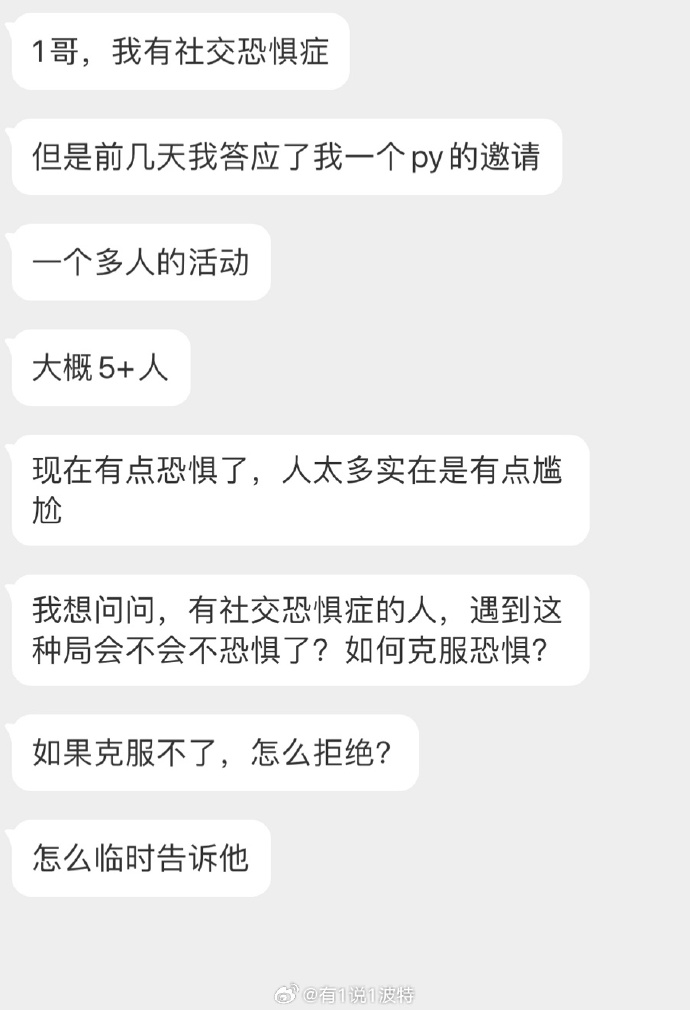 1哥，我有社交恐惧症
但是前几天我答应了我一个py的邀请
一个多人的活动
大概5+人
现在有点恐惧了，人太多实在是有点尴
尬
我想问问，有社交恐惧症的人，遇到这
种局会不会不恐惧了？如何克服恐惧？
如果克服不了，怎么拒绝？
怎么临时告诉他
@有1说1波特